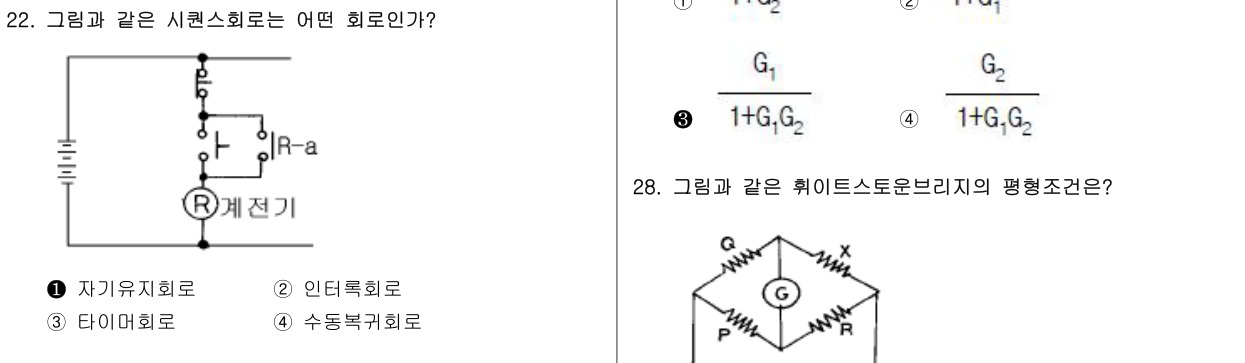 22. 그림과 같은 시퀀스회로는 어떤 회로인가?
R-a
R 계전기
❶ 자기유지회로 ② 인터록회로
③ 타이머회로 ④ 수동복귀회로
① ②
❸ G₁ / 1+G₁G₂ ④ G₂ / 1+G₁G₂
28. 그림과 같은 휘이트스토운브리지의 평형조건은?
Q X
G
P R